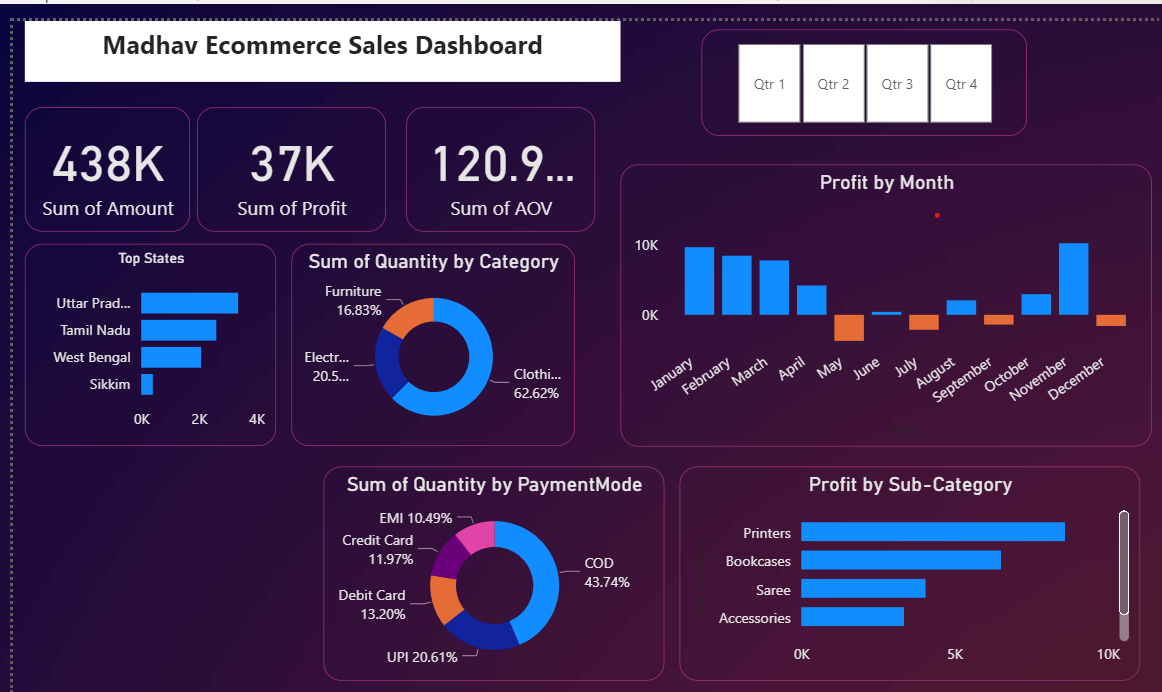 Madhav Ecommerce Sales Dashboard
Qtr 1
Qtr 2
Qtr 3
Qtr 4
438K
Sum of Amount
37K
Sum of Profit
120.9...
Sum of AOV
Profit by Month
10K
0K
January
February
March
April
May
June
July
August
September
October
November
December
Top States
Uttar Prad...
Tamil Nadu
West Bengal
Sikkim
0K
2K
4K
Sum of Quantity by Category
Furniture
16.83%
Electr...
20.5...
Clothi...
62.62%
Sum of Quantity by PaymentMode
EMI 10.49%
Credit Card
11.97%
Debit Card
13.20%
UPI 20.61%
COD
43.74%
Profit by Sub-Category
Printers
Bookcases
Saree
Accessories
0K
5K
10K